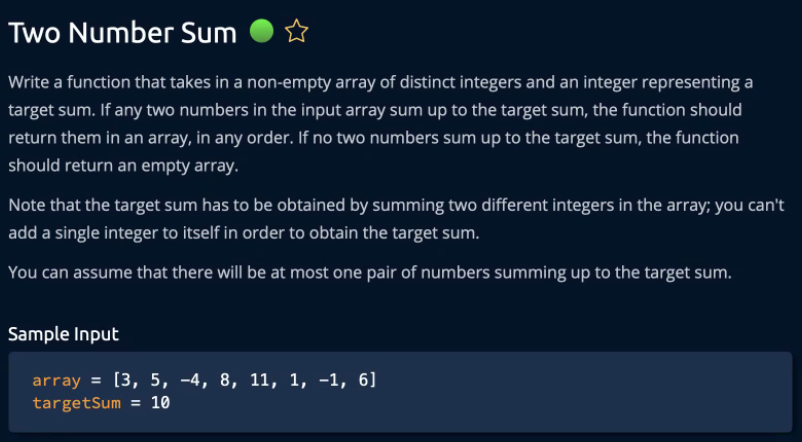 Two Number Sum
Write a function that takes in a non-empty array of distinct integers and an integer representing a
target sum. If any two numbers in the input array sum up to the target sum, the function should
return them in an array, in any order. If no two numbers sum up to the target sum, the function
should return an empty array.
Note that the target sum has to be obtained by summing two different integers in the array; you can't
add a single integer to itself in order to obtain the target sum.
You can assume that there will be at most one pair of numbers summing up to the target sum.
Sample Input
array = [3, 5, -4, 8, 11, 1, -1, 6]
targetSum = 10